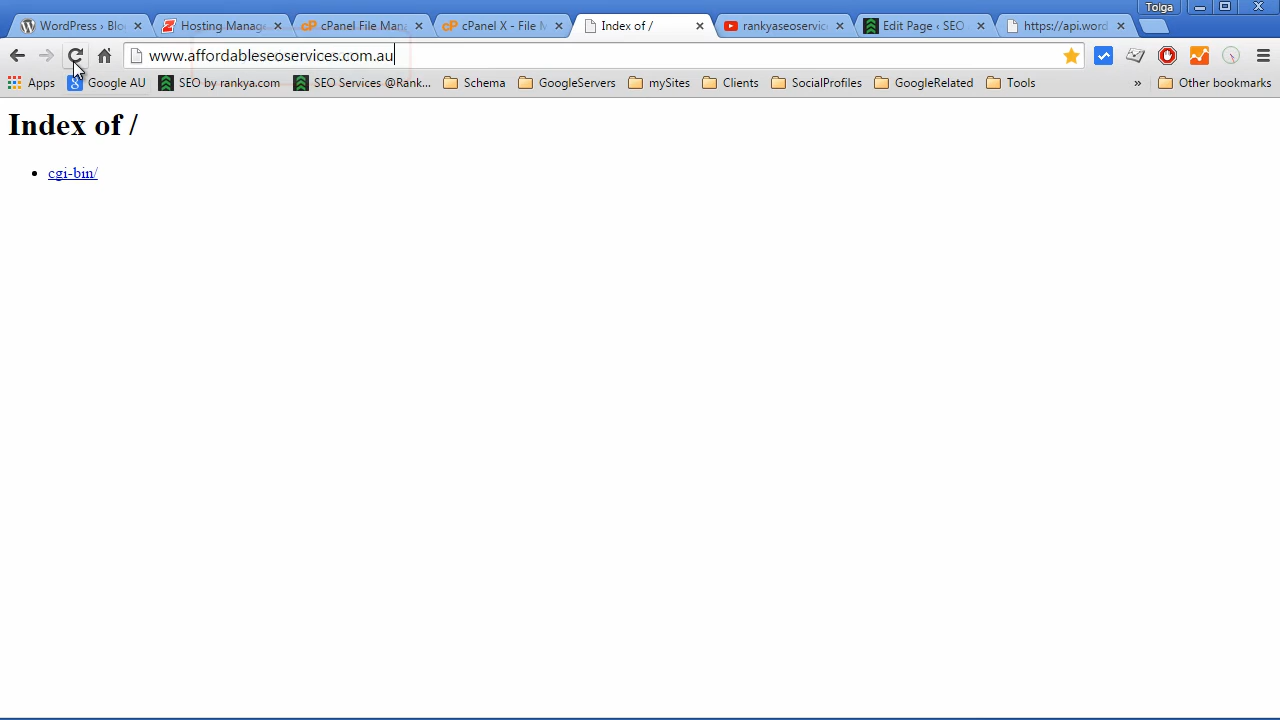 Tolga
WordPress › Blo
Hosting Manage
cPanel File Man
cPanel X - File M
Index of /
rankyaseoservic
Edit Page ‹ SEO
https://api.word
www.affordableseoservices.com.au
Apps
Google AU
SEO by rankya.com
SEO Services @Rank...
Schema
GoogleServers
mySites
Clients
SocialProfiles
GoogleRelated
Tools
»
Other bookmarks
Index of /
• cgi-bin/